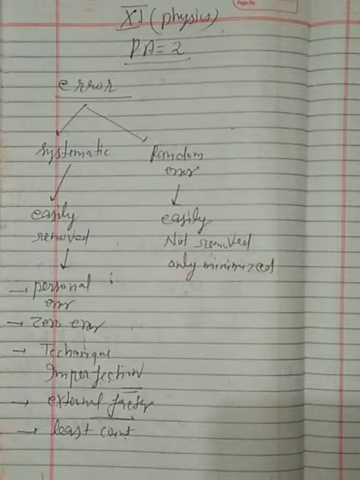 XI (physics)
DA = 2
error
systematic Random
error
easily easily
removed Not removed
only minimized
→ personal :
error
→ zero error
→ Technique
Imperfection
→ external factor
→ least count